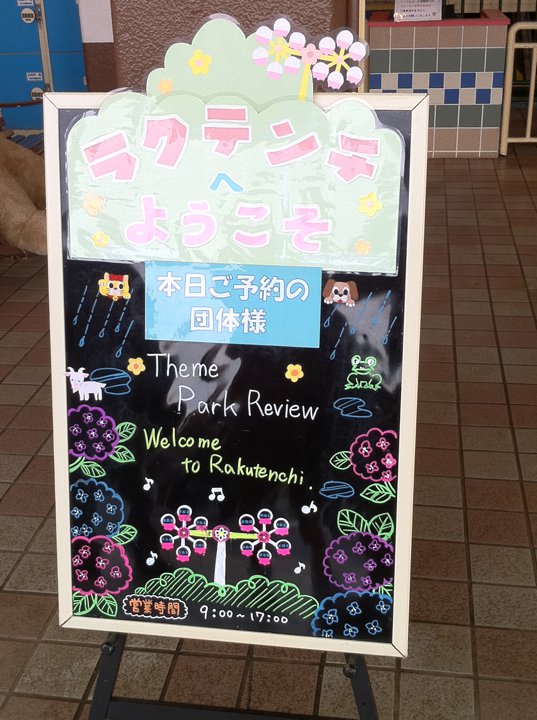 ラクテンチ
へ
ようこそ
本日ご予約の
団体様
Theme
Park Review
Welcome
to Rakutenchi.
営業時間 9:00~17:00